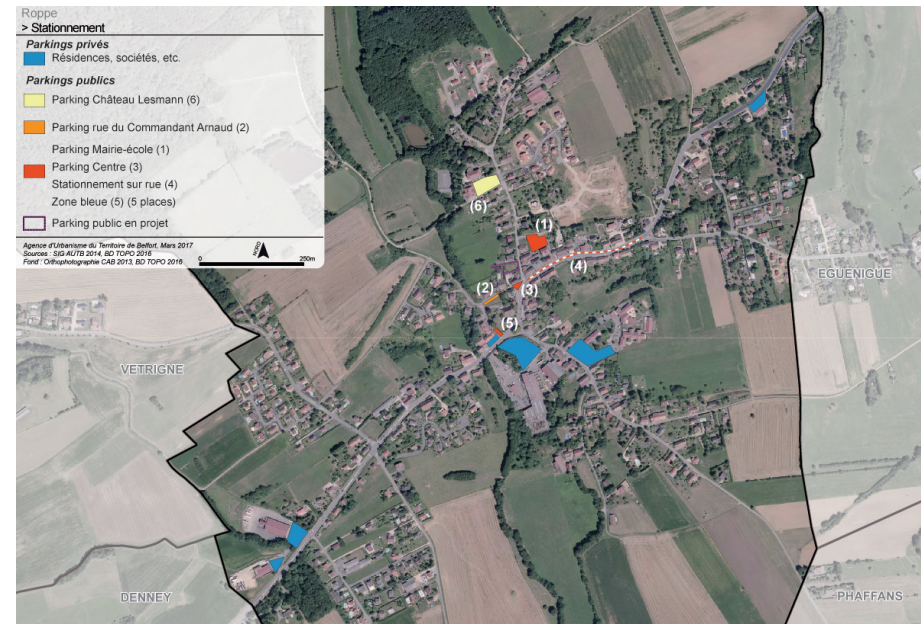 Roppe
> Stationnement
Parkings privés
Résidences, sociétés, etc.
Parkings publics
Parking Château Lesmann (6)
Parking rue du Commandant Arnaud (2)
Parking Mairie-école (1)
Parking Centre (3)
Stationnement sur rue (4)
Zone bleue (5) (5 places)
Parking public en projet
Agence d'Urbanisme du Territoire de Belfort, Mars 2017
Sources : SIG AUTB 2014, BD TOPO 2016
Fond : Orthophotographie CAB 2013, BD TOPO 2016
NORD
0 250m
(6)
(1)
(4)
(2)
(3)
(5)
EGUENIGUE
VETRIGNE
DENNEY
PHAFFANS